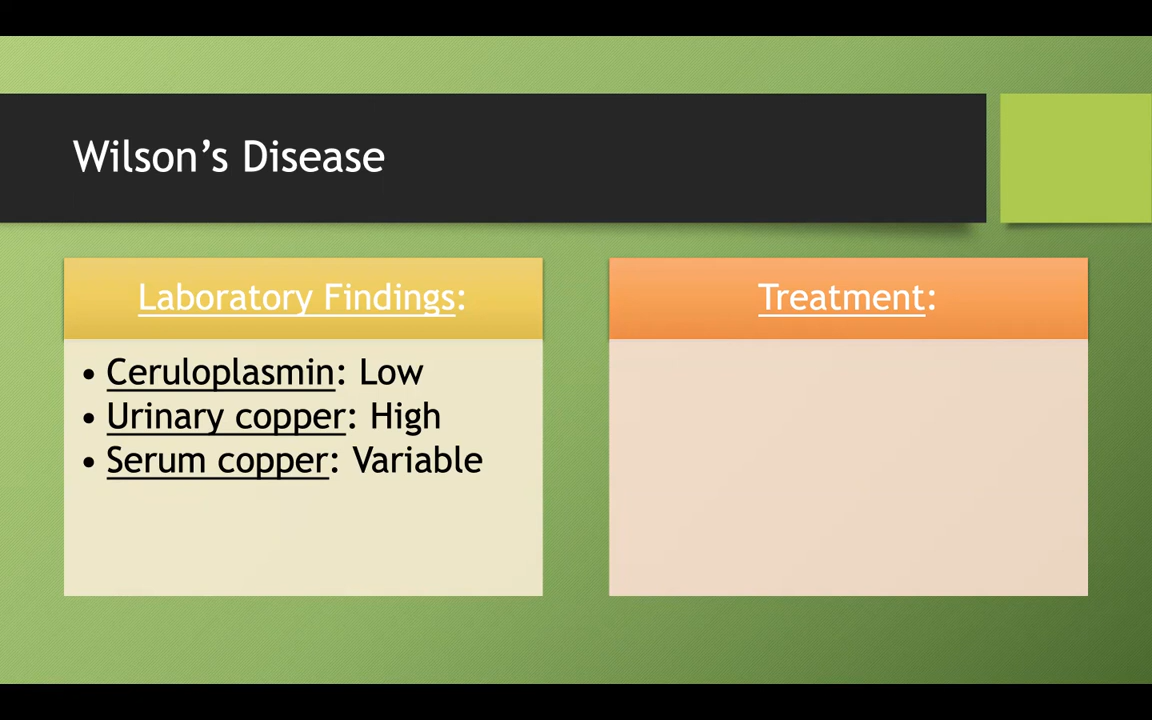 Wilson’s Disease
Laboratory Findings:
• Ceruloplasmin: Low
• Urinary copper: High
• Serum copper: Variable
Treatment: